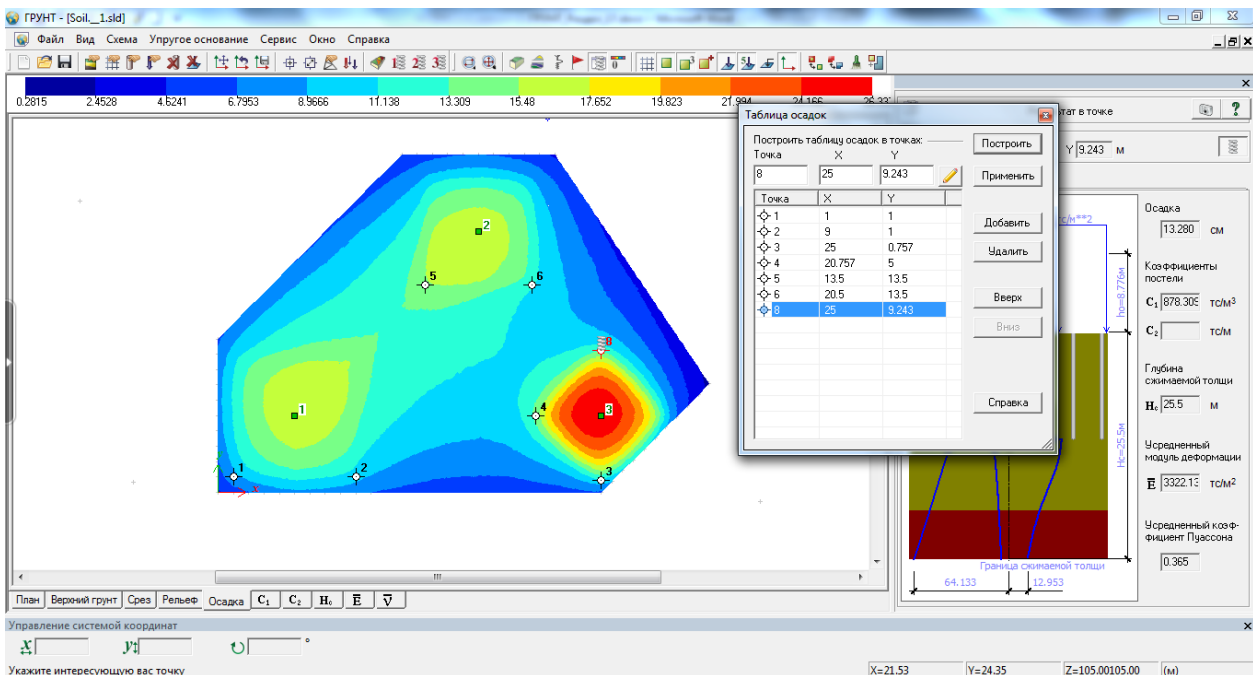 ГРУНТ - [Soil._1.sld]
Файл Вид Схема Упругое основание Сервис Окно Справка
0.2815 2.4528 4.6241 6.7953 8.9666 11.138 13.309 15.48 17.652 19.823 21.994 24.166 26.337
2
5
6
8
1
4
3
1
2
3
x
План Верхний грунт Срез Рельеф Осадка C₁ C₂ Hc E V
Таблица осадок
Построить таблицу осадок в точках:
Точка X Y
8 25 9.243
Точка X Y
1 1 1
2 9 1
3 25 0.757
4 20.757 5
5 13.5 13.5
6 20.5 13.5
8 25 9.243
Построить
Применить
Добавить
Удалить
Вверх
Вниз
Справка
тат в точке
Y 9.243 м
тс/м**2
ho=8.776м
Hc=25.5м
Граница сжимаемой толщи
64.133 12.953
Осадка
13.280 см
Коэффициенты
постели
C₁ 878.309 тс/м³
C₂ тс/м
Глубина
сжимаемой толщи
Hc 25.5 м
Усредненный
модуль деформации
E 3322.13 тс/м²
Усредненный коэф-
фициент Пуассона
0.365
Управление системой координат
x y °
Укажите интересующую вас точку
X=21.53 Y=24.35 Z=105.00105.00 (м)